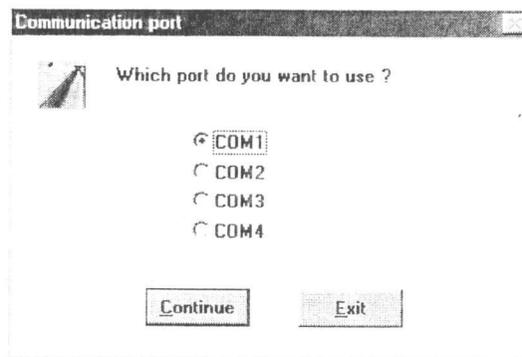 Communication port
Which port do you want to use ?
COM1
COM2
COM3
COM4
Continue Exit